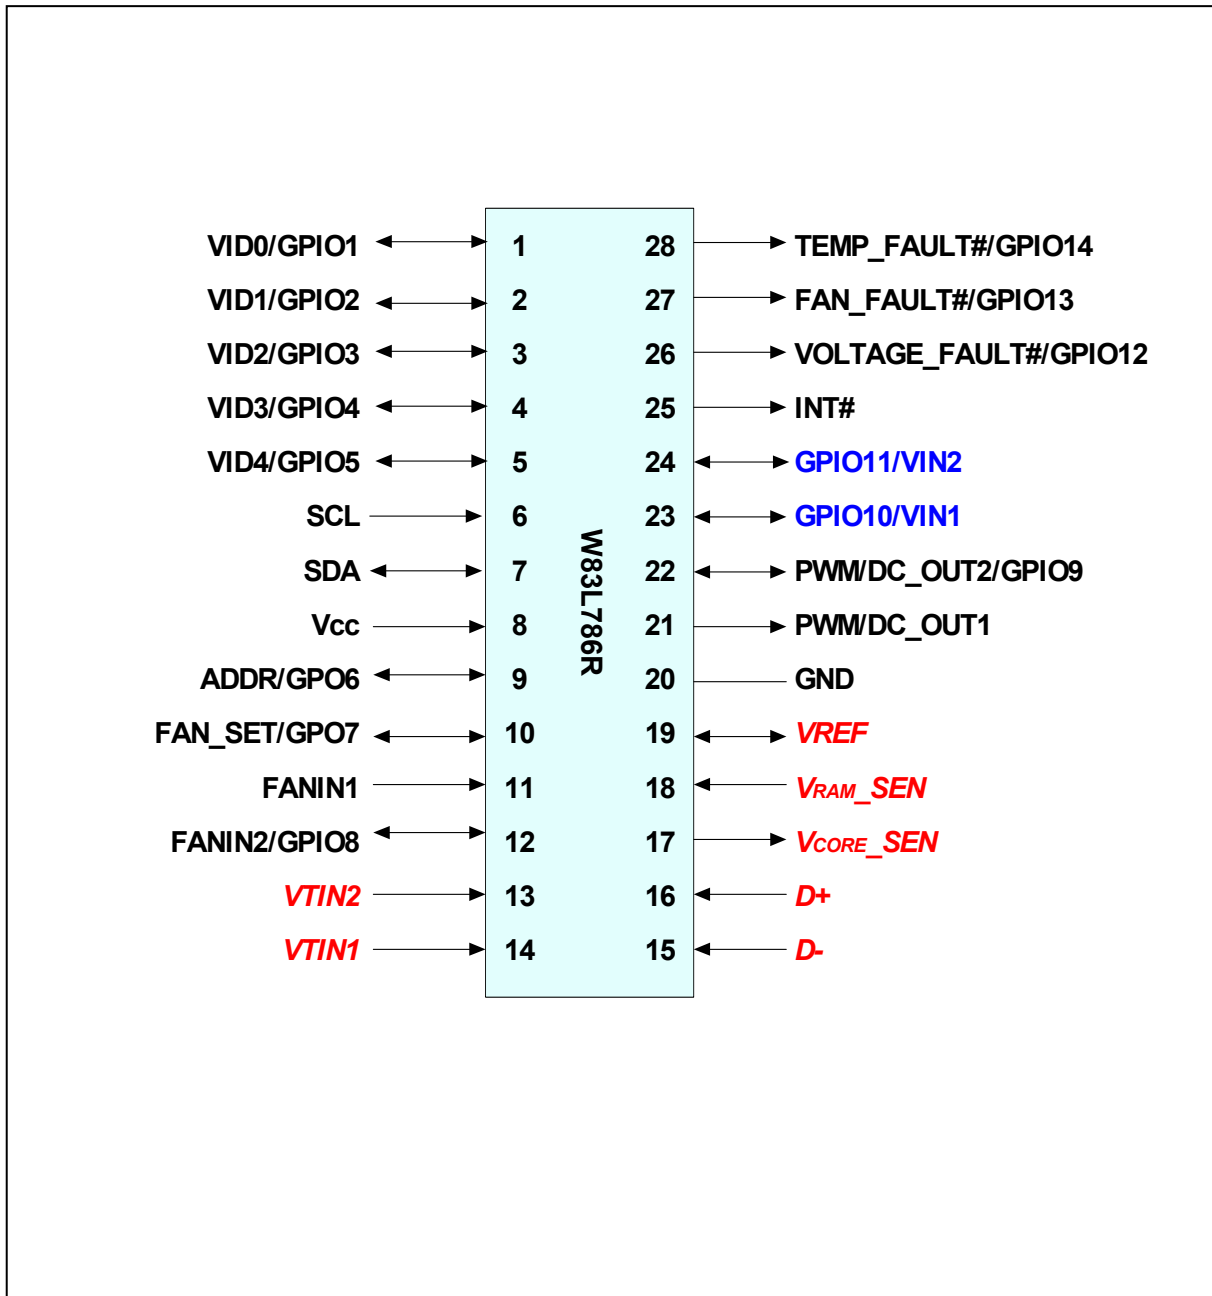 VID0/GPIO1 1 28 TEMP_FAULT#/GPIO14
VID1/GPIO2 2 27 FAN_FAULT#/GPIO13
VID2/GPIO3 3 26 VOLTAGE_FAULT#/GPIO12
VID3/GPIO4 4 25 INT#
VID4/GPIO5 5 24 GPIO11/VIN2
SCL 6 23 GPIO10/VIN1
SDA 7 22 PWM/DC_OUT2/GPIO9
Vcc 8 21 PWM/DC_OUT1
ADDR/GPO6 9 20 GND
FAN_SET/GPO7 10 19 VREF
FANIN1 11 18 VRAM_SEN
FANIN2/GPIO8 12 17 VCORE_SEN
VTIN2 13 16 D+
VTIN1 14 15 D-
W83L786R